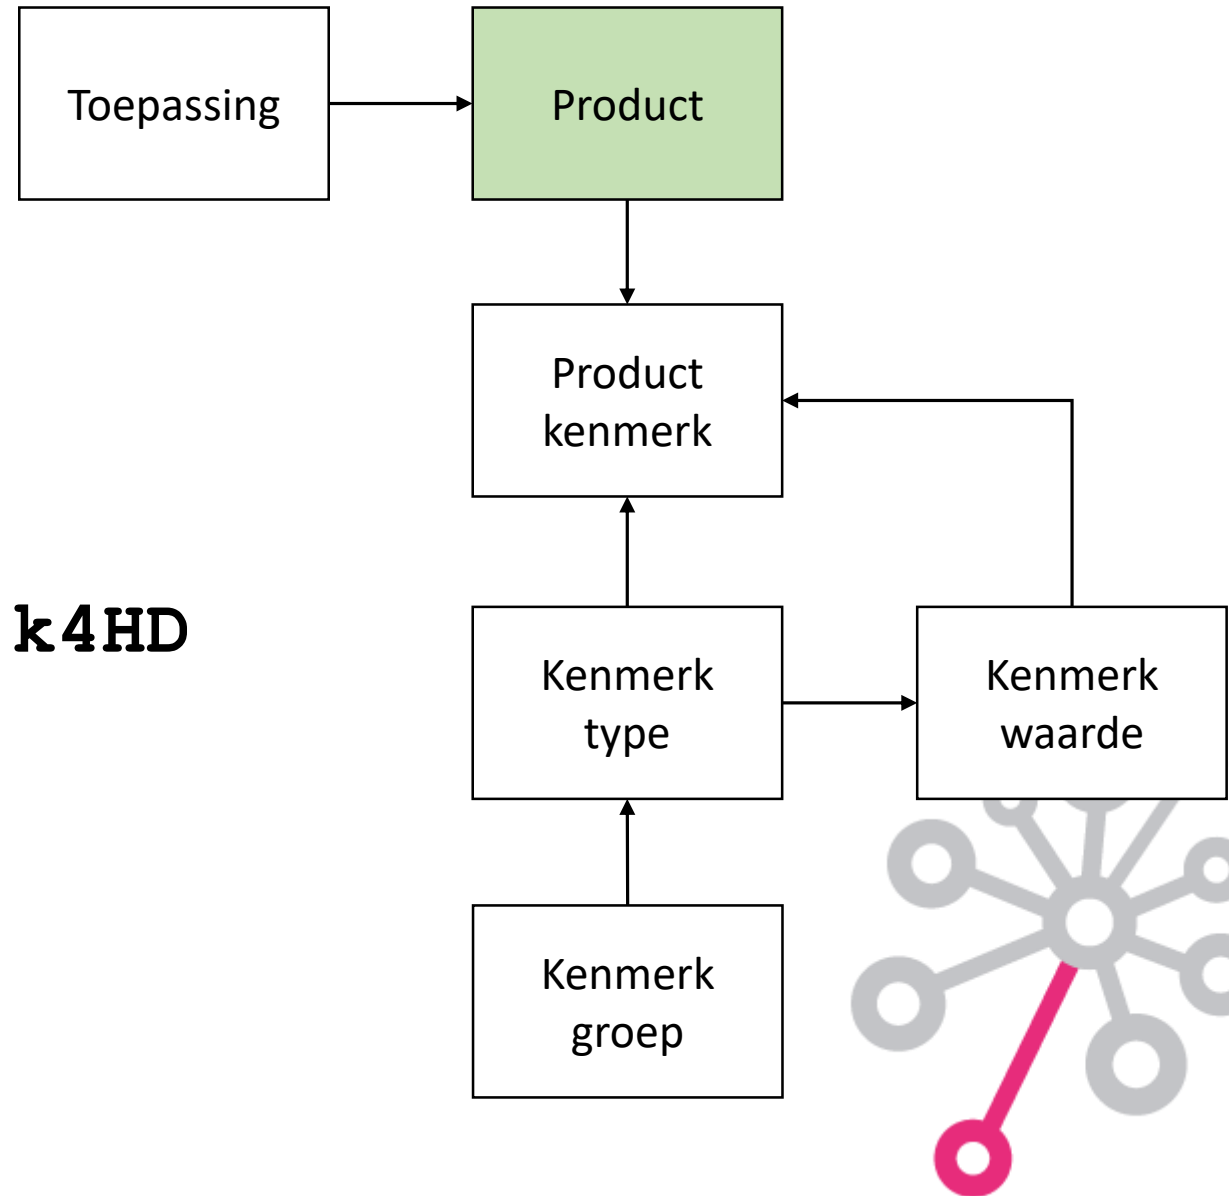 Toepassing
Product
Product
kenmerk
k4HD
Kenmerk
type
Kenmerk
waarde
Kenmerk
groep